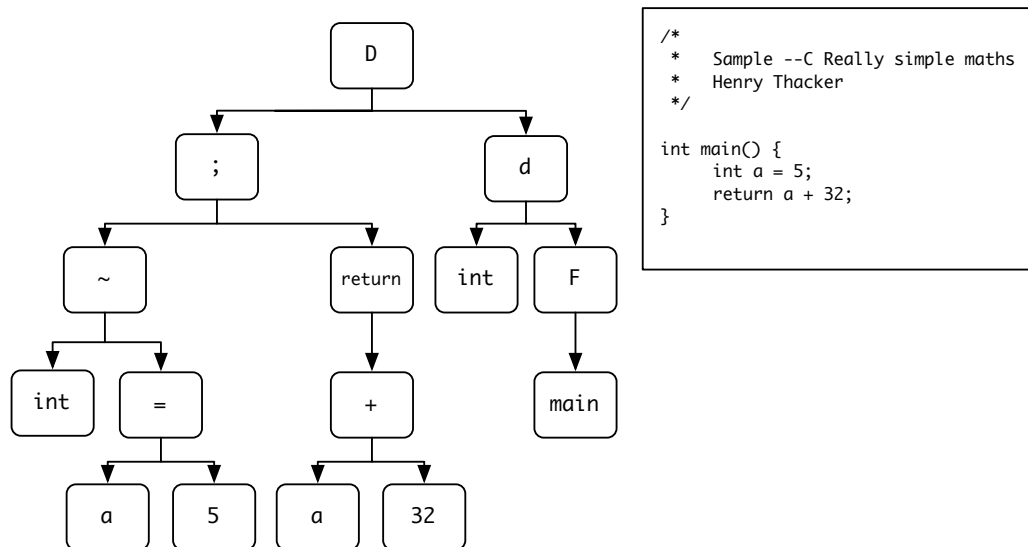 D
; d
~ return int F
int = + main
a 5 a 32
/*
 *   Sample --C Really simple maths
 *   Henry Thacker
 */

int main() {
     int a = 5;
     return a + 32;
}